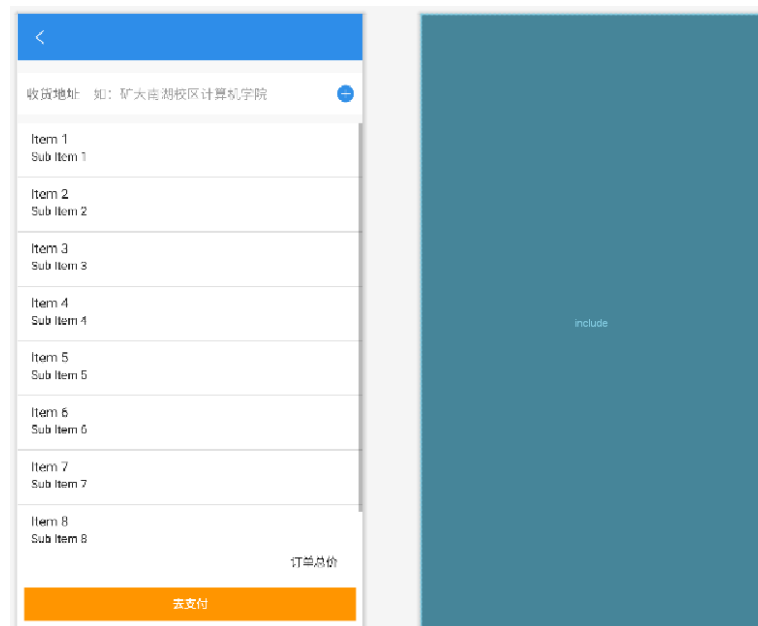 收货地址 如：矿大南湖校区计算机学院
Item 1
Sub Item 1
Item 2
Sub Item 2
Item 3
Sub Item 3
Item 4
Sub Item 4
Item 5
Sub Item 5
Item 6
Sub Item 6
Item 7
Sub Item 7
Item 8
Sub Item 8
订单总价
去支付
include